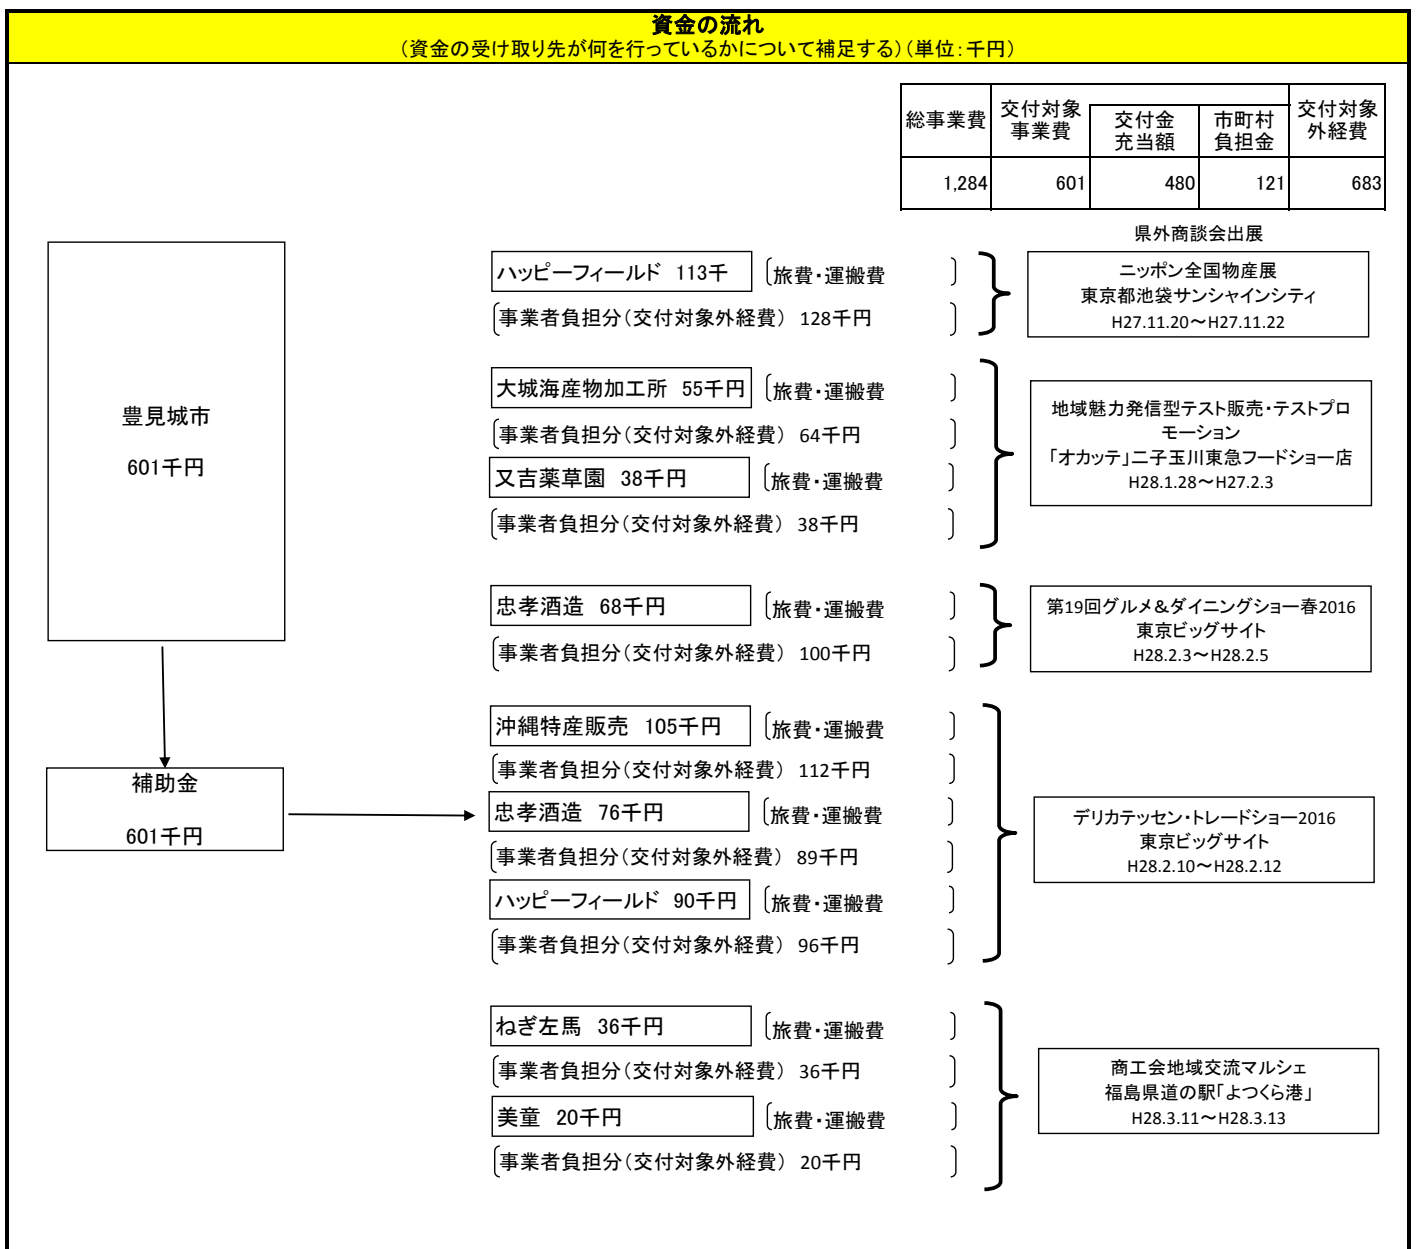 資金の流れ
（資金の受け取り先が何を行っているかについて補足する）（単位：千円）
総事業費
交付対象
事業費
交付金
充当額
市町村
負担金
交付対象
外経費
1,284 601 480 121 683
県外商談会出展
豊見城市
601千円
補助金
601千円
ハッピーフィールド 113千 旅費・運搬費
事業者負担分（交付対象外経費） 128千円
ニッポン全国物産展
東京都池袋サンシャインシティ
H27.11.20～H27.11.22
大城海産物加工所 55千円 旅費・運搬費
事業者負担分（交付対象外経費） 64千円
又吉薬草園 38千円 旅費・運搬費
事業者負担分（交付対象外経費） 38千円
地域魅力発信型テスト販売・テストプロ
モーション
「オカッテ」二子玉川東急フードショー店
H28.1.28～H27.2.3
忠孝酒造 68千円 旅費・運搬費
事業者負担分（交付対象外経費） 100千円
第19回グルメ&ダイニングショー春2016
東京ビッグサイト
H28.2.3～H28.2.5
沖縄特産販売 105千円 旅費・運搬費
事業者負担分（交付対象外経費） 112千円
忠孝酒造 76千円 旅費・運搬費
事業者負担分（交付対象外経費） 89千円
ハッピーフィールド 90千円 旅費・運搬費
事業者負担分（交付対象外経費） 96千円
デリカテッセン・トレードショー2016
東京ビッグサイト
H28.2.10～H28.2.12
ねぎ左馬 36千円 旅費・運搬費
事業者負担分（交付対象外経費） 36千円
美童 20千円 旅費・運搬費
事業者負担分（交付対象外経費） 20千円
商工会地域交流マルシェ
福島県道の駅「よつくら港」
H28.3.11～H28.3.13